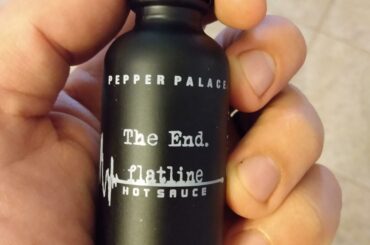 PEPPER PALACE
The End.
flatline
HOT SAUCE